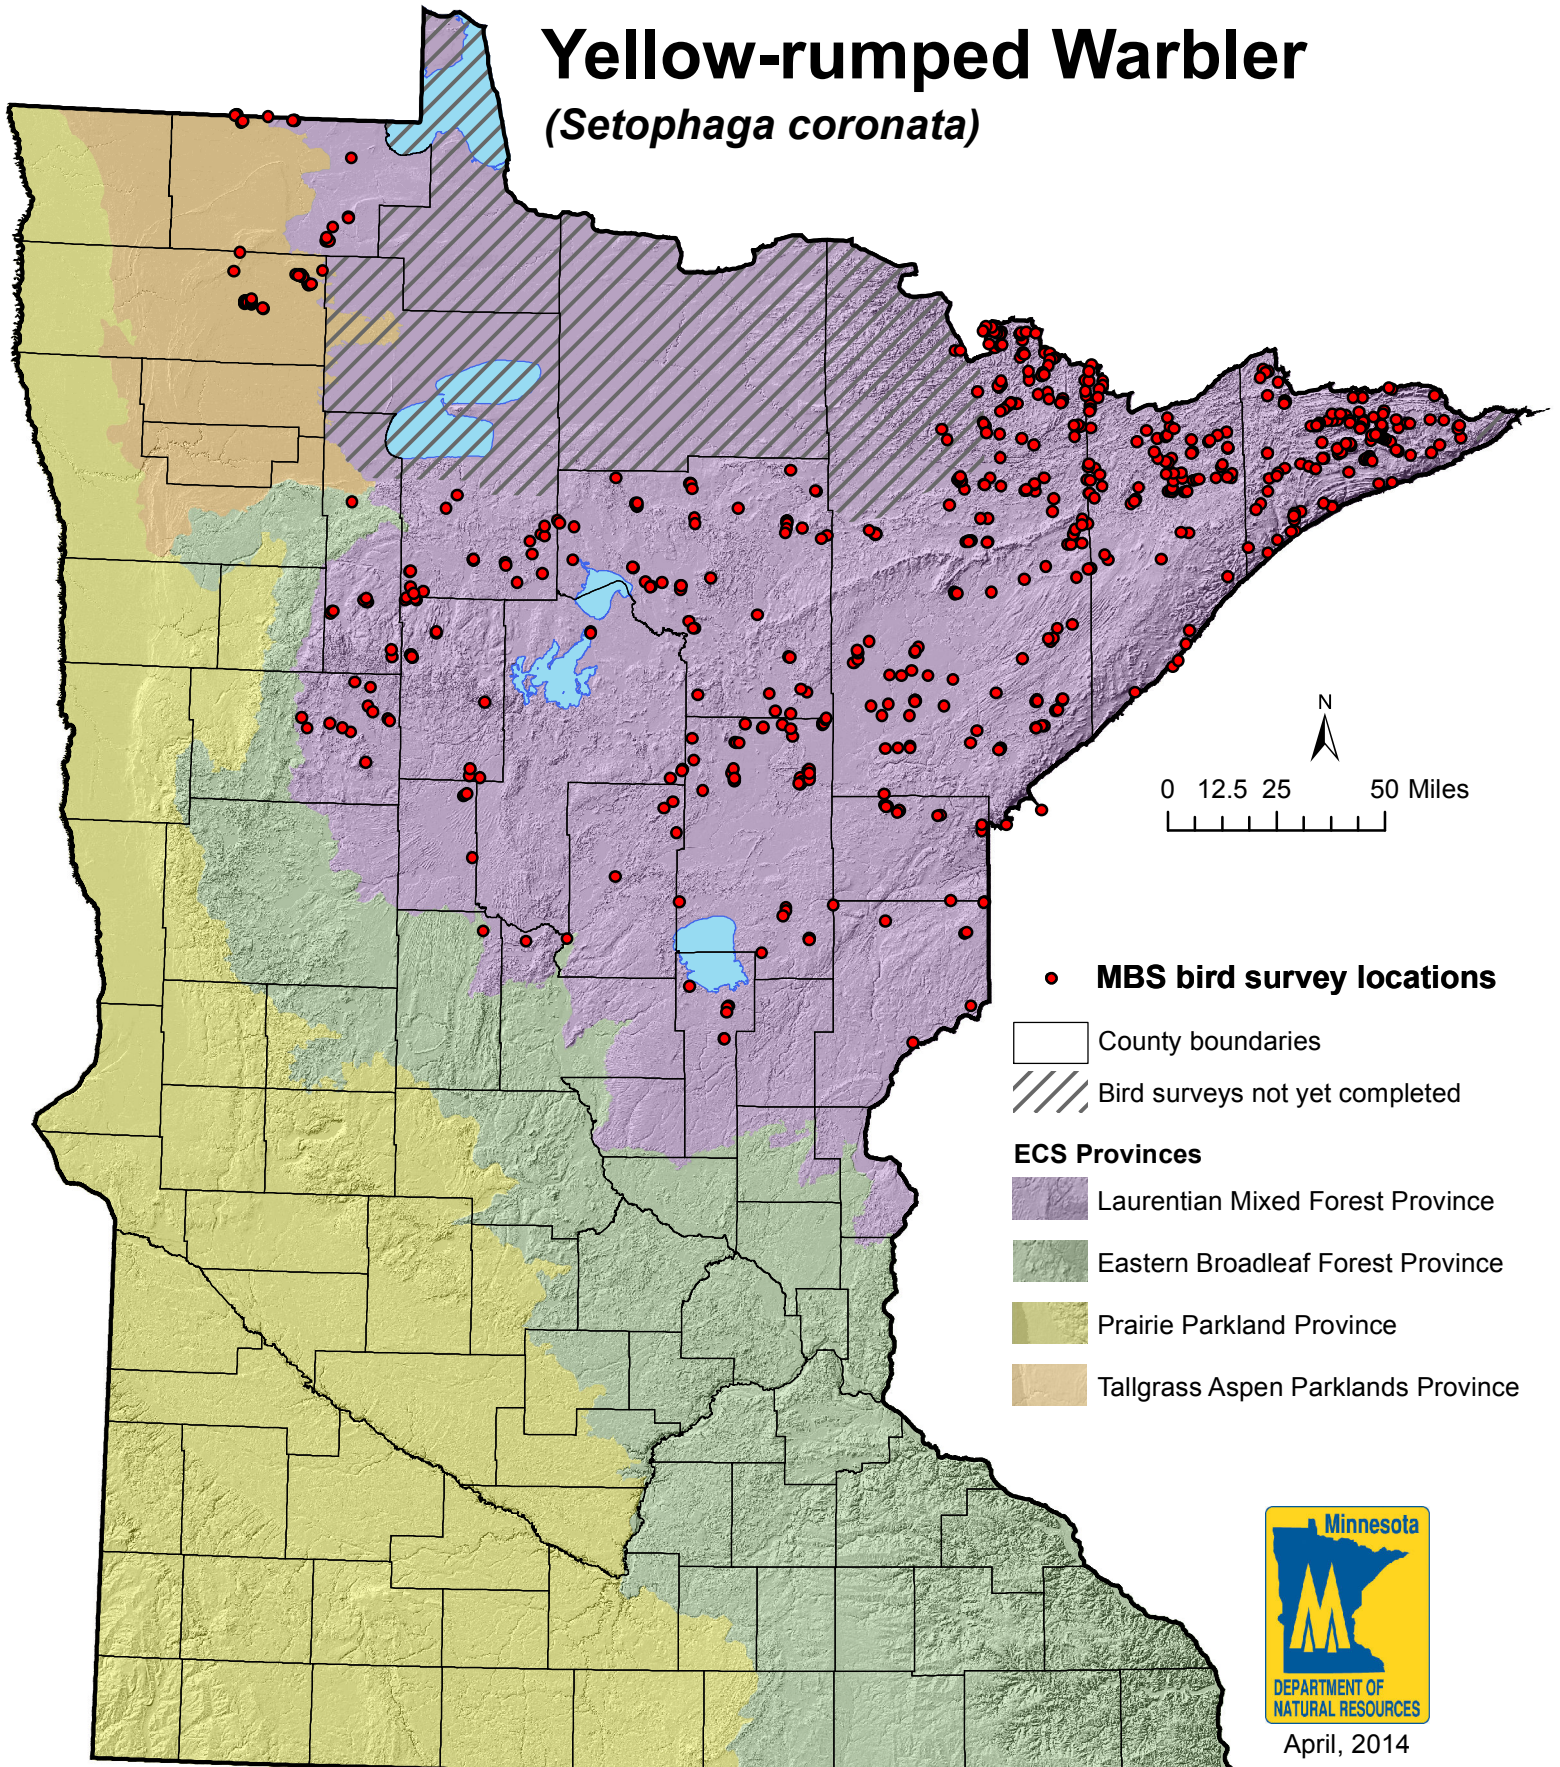 Yellow-rumped Warbler
(Setophaga coronata)
N
0 12.5 25 50 Miles
MBS bird survey locations
County boundaries
Bird surveys not yet completed
ECS Provinces
Laurentian Mixed Forest Province
Eastern Broadleaf Forest Province
Prairie Parkland Province
Tallgrass Aspen Parklands Province
Minnesota
DEPARTMENT OF
NATURAL RESOURCES
April, 2014